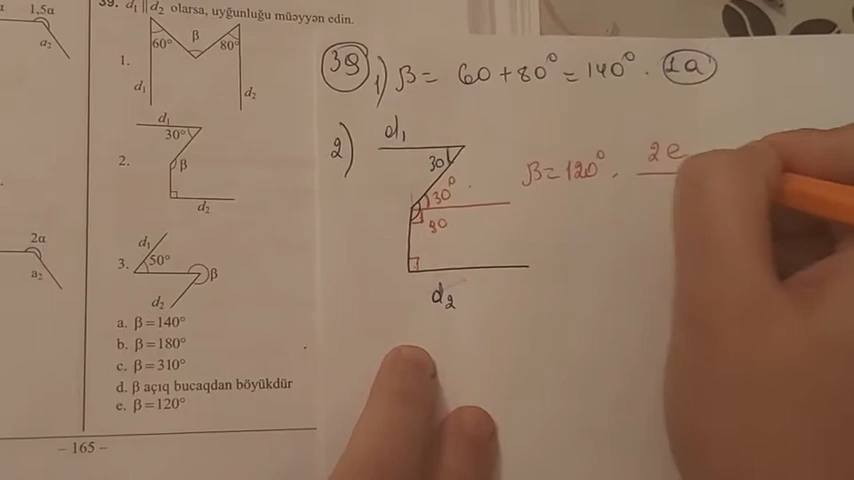 1,5α
a₂
2α
a₂
39. d₁ || d₂ olarsa, uyğunluğu müəyyən edin.
1.
60°
β
80°
d₁
d₂
2.
d₁
30°
β
d₂
3.
d₁
50°
β
d₂
a. β=140°
b. β=180°
c. β=310°
d. β açıq bucaqdan böyükdür
e. β=120°
– 165 –
39 1) β = 60+80° = 140°. 1a
2) d₁
30
30°.
90
d₂
β=120°. 2e